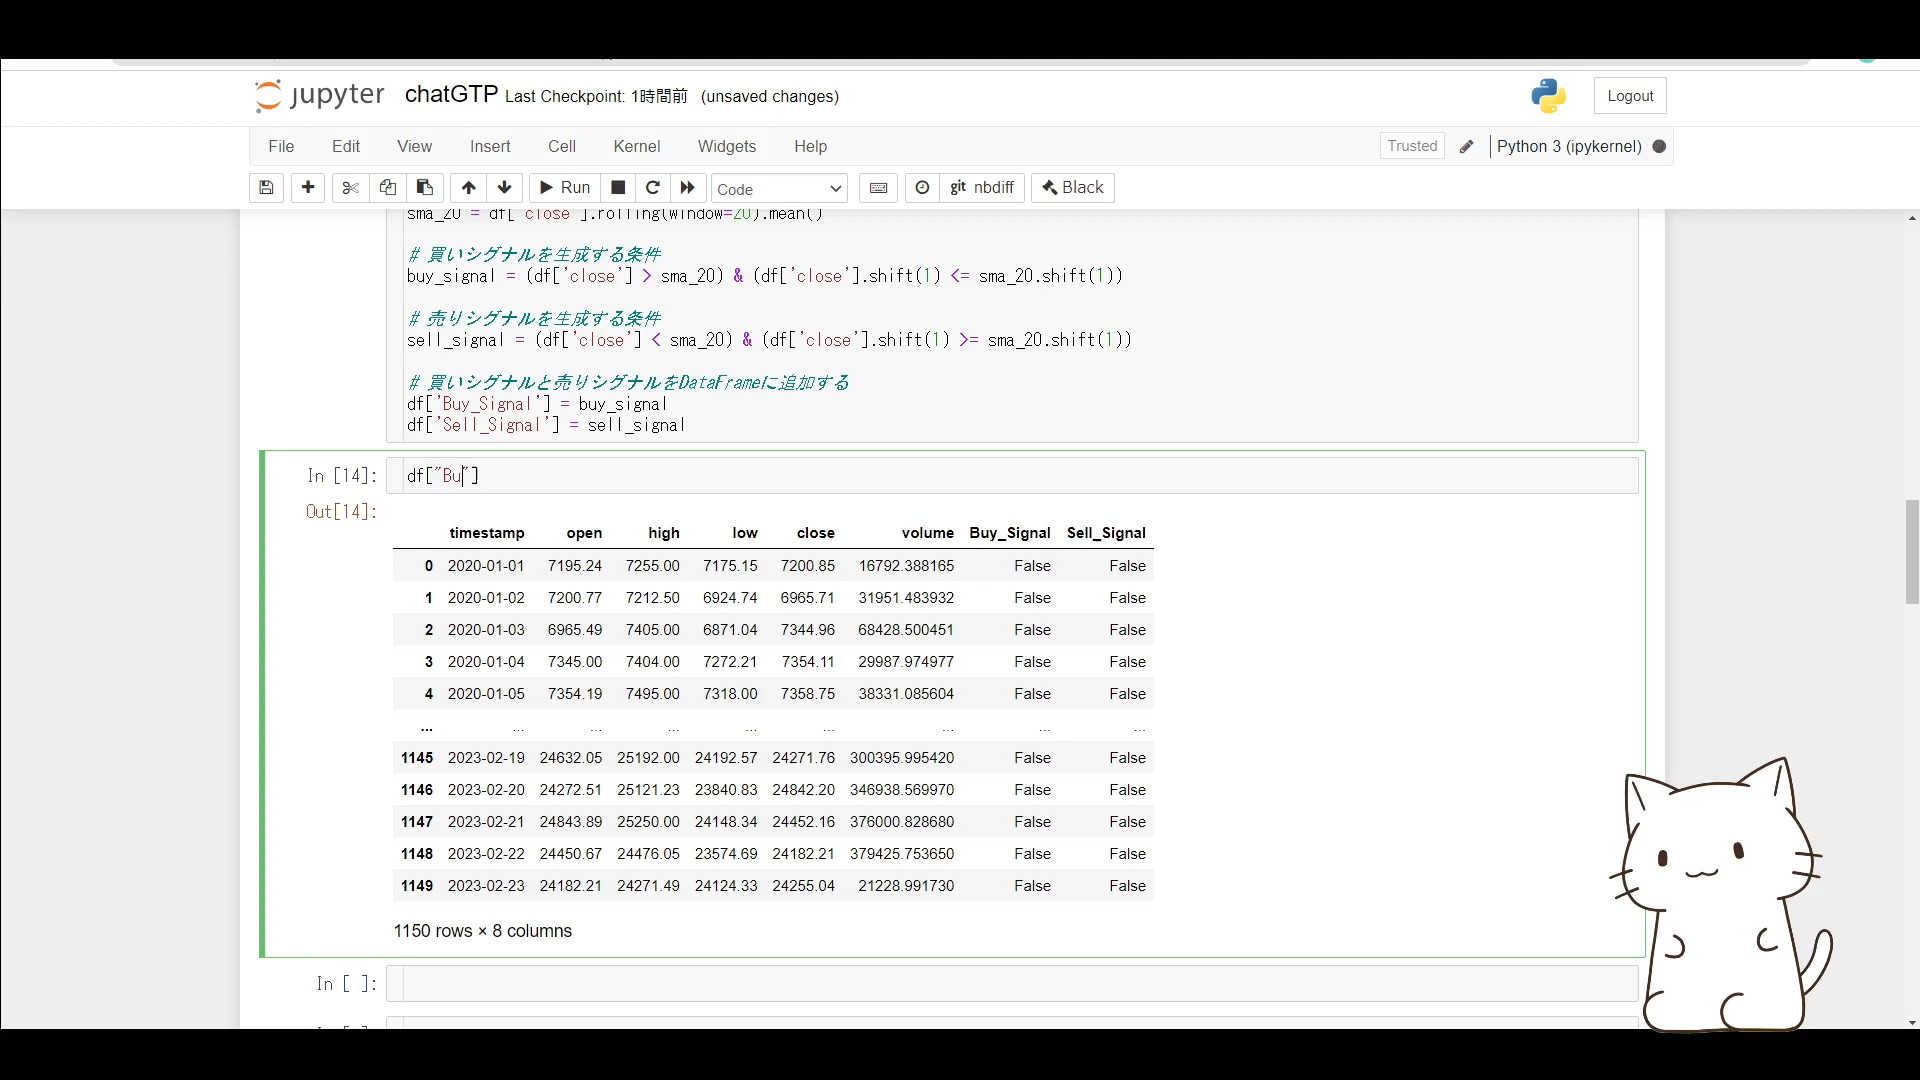 jupyter chatGTP Last Checkpoint: 1時間前 (unsaved changes) Logout
File Edit View Insert Cell Kernel Widgets Help Trusted Python 3 (ipykernel)
Run Code git nbdiff Black
sma_20 = df['close'].rolling(window=20).mean()
# 買いシグナルを生成する条件
buy_signal = (df['close'] > sma_20) & (df['close'].shift(1) <= sma_20.shift(1))
# 売りシグナルを生成する条件
sell_signal = (df['close'] < sma_20) & (df['close'].shift(1) >= sma_20.shift(1))
# 買いシグナルと売りシグナルをDataFrameに追加する
df['Buy_Signal'] = buy_signal
df['Sell_Signal'] = sell_signal
In [14]: df["Bu"]
Out[14]:
timestamp open high low close volume Buy_Signal Sell_Signal
0 2020-01-01 7195.24 7255.00 7175.15 7200.85 16792.388165 False False
1 2020-01-02 7200.77 7212.50 6924.74 6965.71 31951.483932 False False
2 2020-01-03 6965.49 7405.00 6871.04 7344.96 68428.500451 False False
3 2020-01-04 7345.00 7404.00 7272.21 7354.11 29987.974977 False False
4 2020-01-05 7354.19 7495.00 7318.00 7358.75 38331.085604 False False
... ... ... ... ... ... ... ... ...
1145 2023-02-19 24632.05 25192.00 24192.57 24271.76 300395.995420 False False
1146 2023-02-20 24272.51 25121.23 23840.83 24842.20 346938.569970 False False
1147 2023-02-21 24843.89 25250.00 24148.34 24452.16 376000.828680 False False
1148 2023-02-22 24450.67 24476.05 23574.69 24182.21 379425.753650 False False
1149 2023-02-23 24182.21 24271.49 24124.33 24255.04 21228.991730 False False
1150 rows × 8 columns
In [ ]: